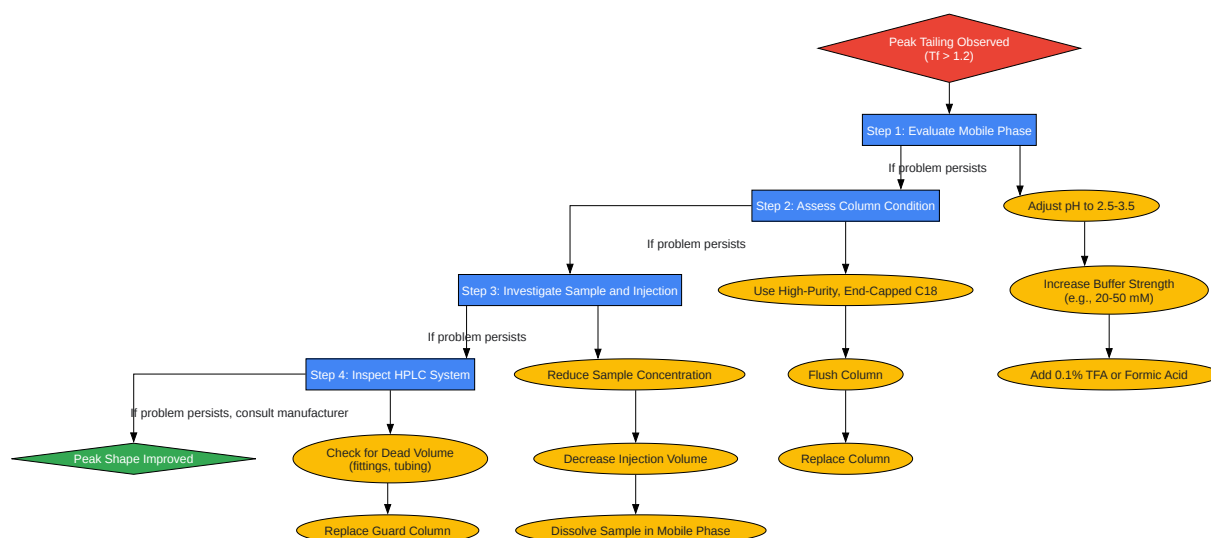 Peak Tailing Observed
(Tf > 1.2)
Step 1: Evaluate Mobile Phase
If problem persists
Step 2: Assess Column Condition
Adjust pH to 2.5-3.5
If problem persists
Step 3: Investigate Sample and Injection
Use High-Purity, End-Capped C18
Increase Buffer Strength
(e.g., 20-50 mM)
If problem persists
Step 4: Inspect HPLC System
Reduce Sample Concentration
Flush Column
Add 0.1% TFA or Formic Acid
If problem persists, consult manufacturer
Peak Shape Improved
Check for Dead Volume
(fittings, tubing)
Decrease Injection Volume
Replace Column
Replace Guard Column
Dissolve Sample in Mobile Phase